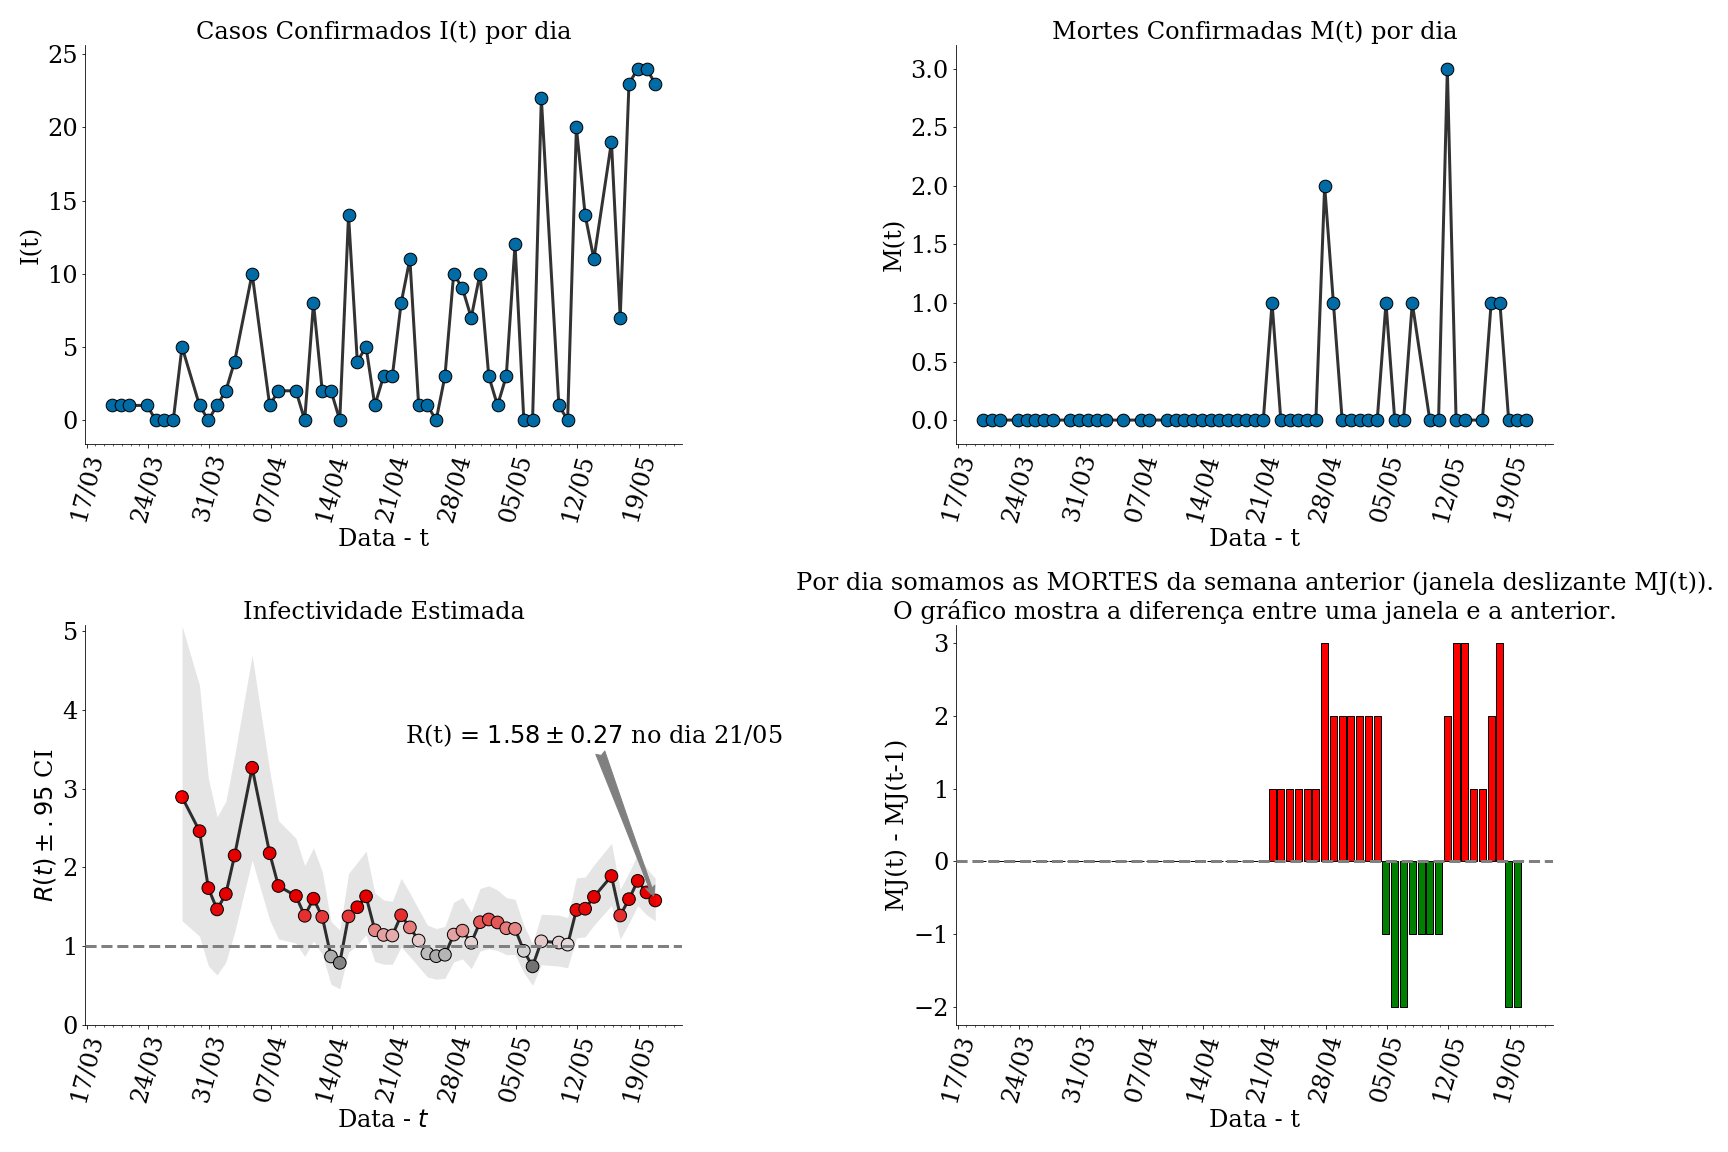 Casos Confirmados I(t) por dia
25
20
15
10
5
0
I(t)
17/03 24/03 31/03 07/04 14/04 21/04 28/04 05/05 12/05 19/05
Data - t
Mortes Confirmadas M(t) por dia
3.0
2.5
2.0
1.5
1.0
0.5
0.0
M(t)
17/03 24/03 31/03 07/04 14/04 21/04 28/04 05/05 12/05 19/05
Data - t
Infectividade Estimada
5
4
3
2
1
0
R(t) ± .95 CI
R(t) = 1.58 ± 0.27 no dia 21/05
17/03 24/03 31/03 07/04 14/04 21/04 28/04 05/05 12/05 19/05
Data - t
Por dia somamos as MORTES da semana anterior (janela deslizante MJ(t)).
O gráfico mostra a diferença entre uma janela e a anterior.
3
2
1
0
−1
−2
MJ(t) - MJ(t-1)
17/03 24/03 31/03 07/04 14/04 21/04 28/04 05/05 12/05 19/05
Data - t